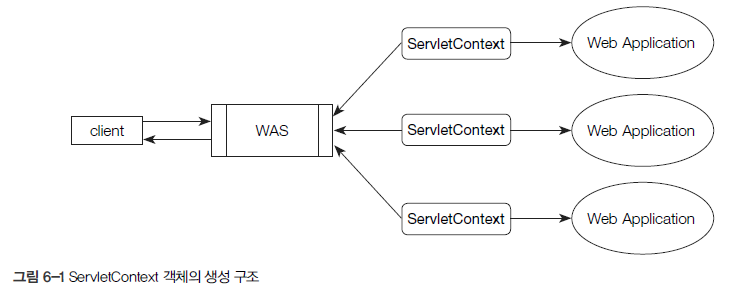 ServletContext
Web Application
client
WAS
ServletContext
Web Application
ServletContext
Web Application
그림 6-1 ServletContext 객체의 생성 구조